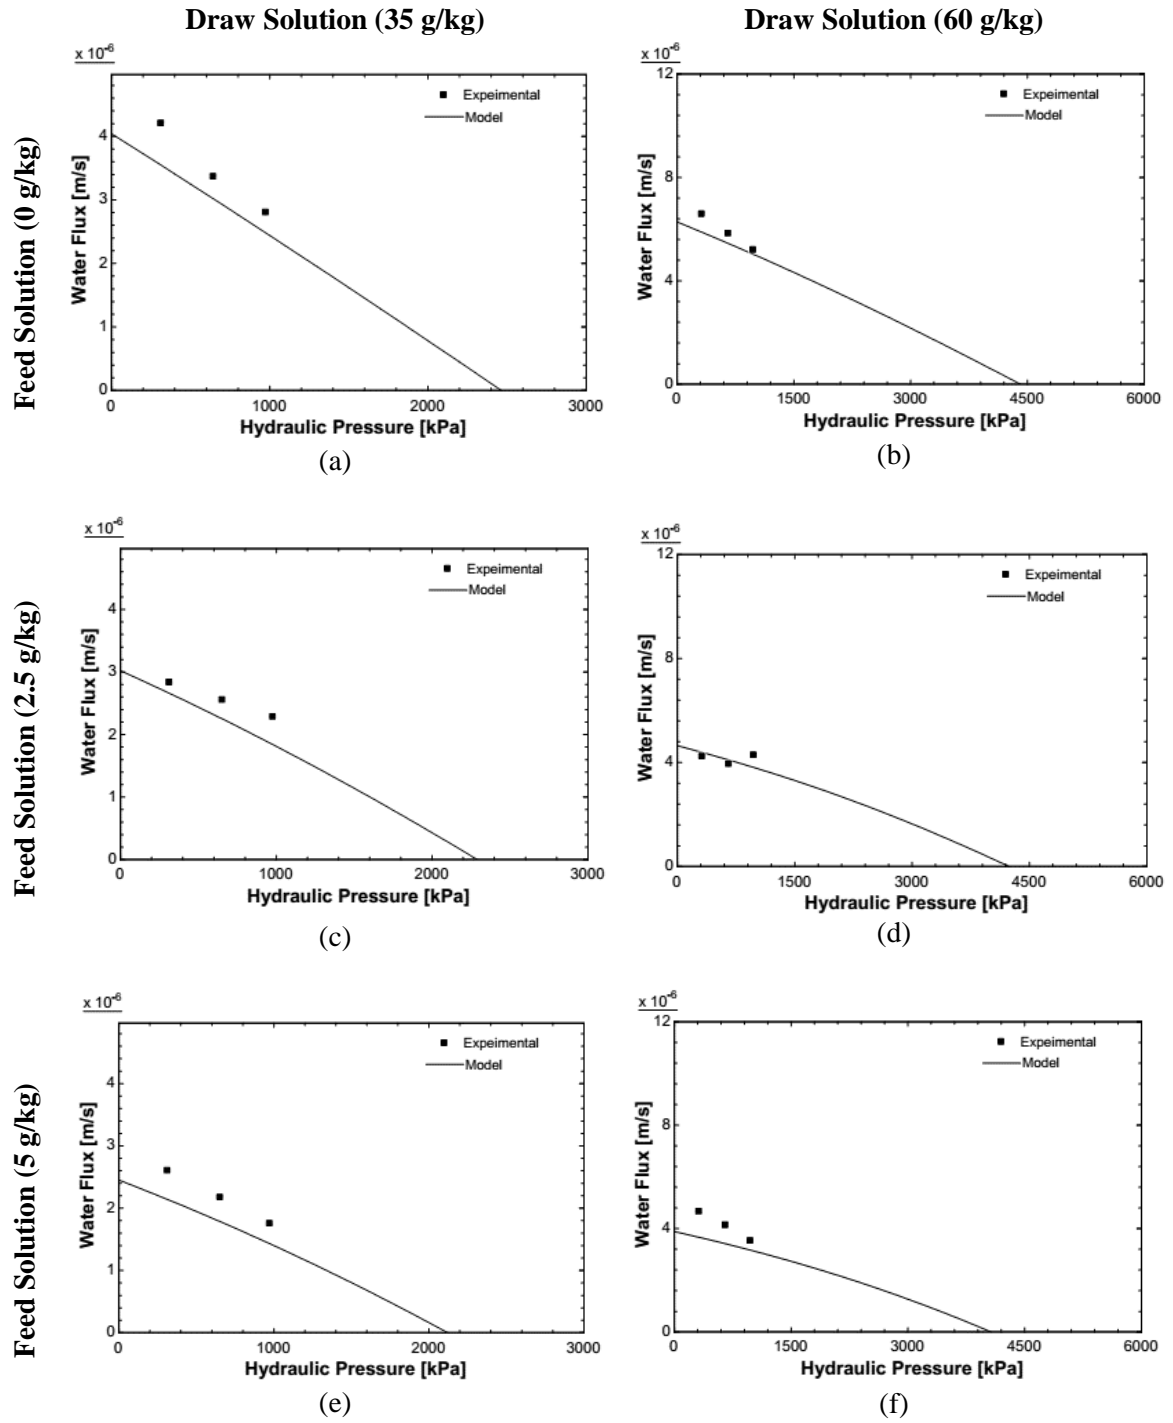 Draw Solution (35 g/kg)
Draw Solution (60 g/kg)
Feed Solution (0 g/kg)
x 10-6
Expeimental
Model
Water Flux [m/s]
4
3
2
1
0
0 1000 2000 3000
Hydraulic Pressure [kPa]
(a)
x 10-6
Expeimental
Model
Water Flux [m/s]
12
8
4
0
0 1500 3000 4500 6000
Hydraulic Pressure [kPa]
(b)
Feed Solution (2.5 g/kg)
x 10-6
Expeimental
Model
Water Flux [m/s]
4
3
2
1
0
0 1000 2000 3000
Hydraulic Pressure [kPa]
(c)
x 10-6
Expeimental
Model
Water Flux [m/s]
12
8
4
0
0 1500 3000 4500 6000
Hydraulic Pressure [kPa]
(d)
Feed Solution (5 g/kg)
x 10-6
Expeimental
Model
Water Flux [m/s]
4
3
2
1
0
0 1000 2000 3000
Hydraulic Pressure [kPa]
(e)
x 10-6
Expeimental
Model
Water Flux [m/s]
12
8
4
0
0 1500 3000 4500 6000
Hydraulic Pressure [kPa]
(f)